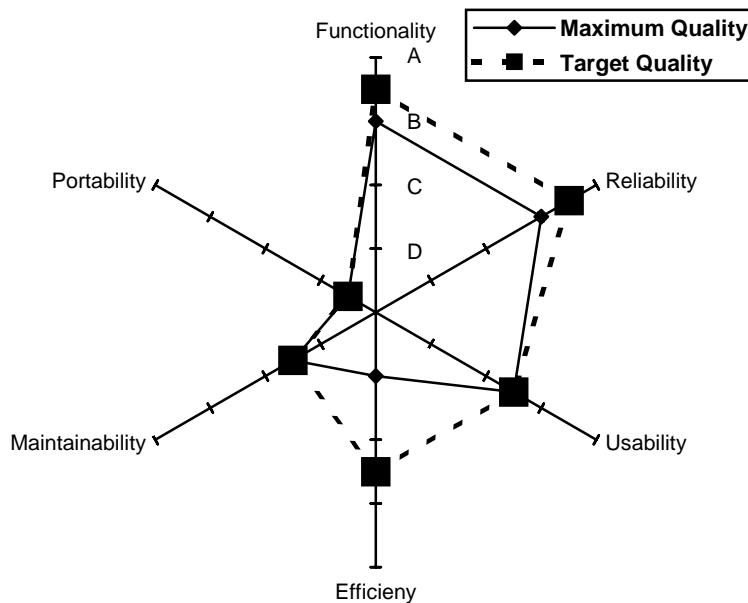 Functionality
Maximum Quality
Target Quality
A
B
Portability
C
Reliability
D
Maintainability
Usability
Efficieny